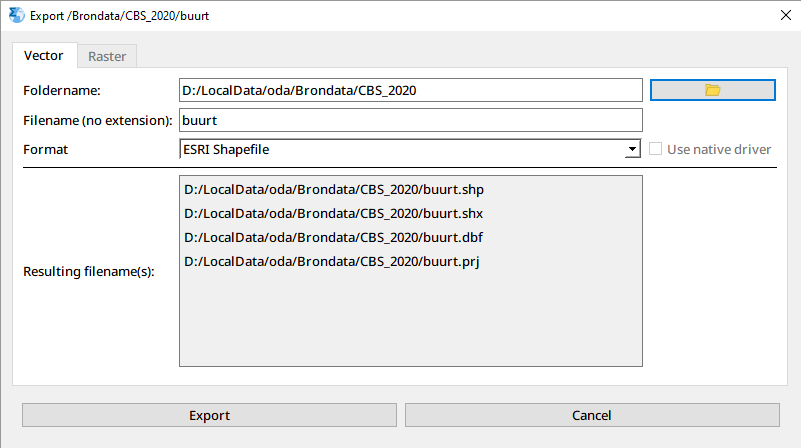 Export /Brondata/CBS_2020/buurt
Vector Raster
Foldername: D:/LocalData/oda/Brondata/CBS_2020
Filename (no extension): buurt
Format ESRI Shapefile Use native driver
D:/LocalData/oda/Brondata/CBS_2020/buurt.shp
D:/LocalData/oda/Brondata/CBS_2020/buurt.shx
D:/LocalData/oda/Brondata/CBS_2020/buurt.dbf
D:/LocalData/oda/Brondata/CBS_2020/buurt.prj
Resulting filename(s):
Export Cancel